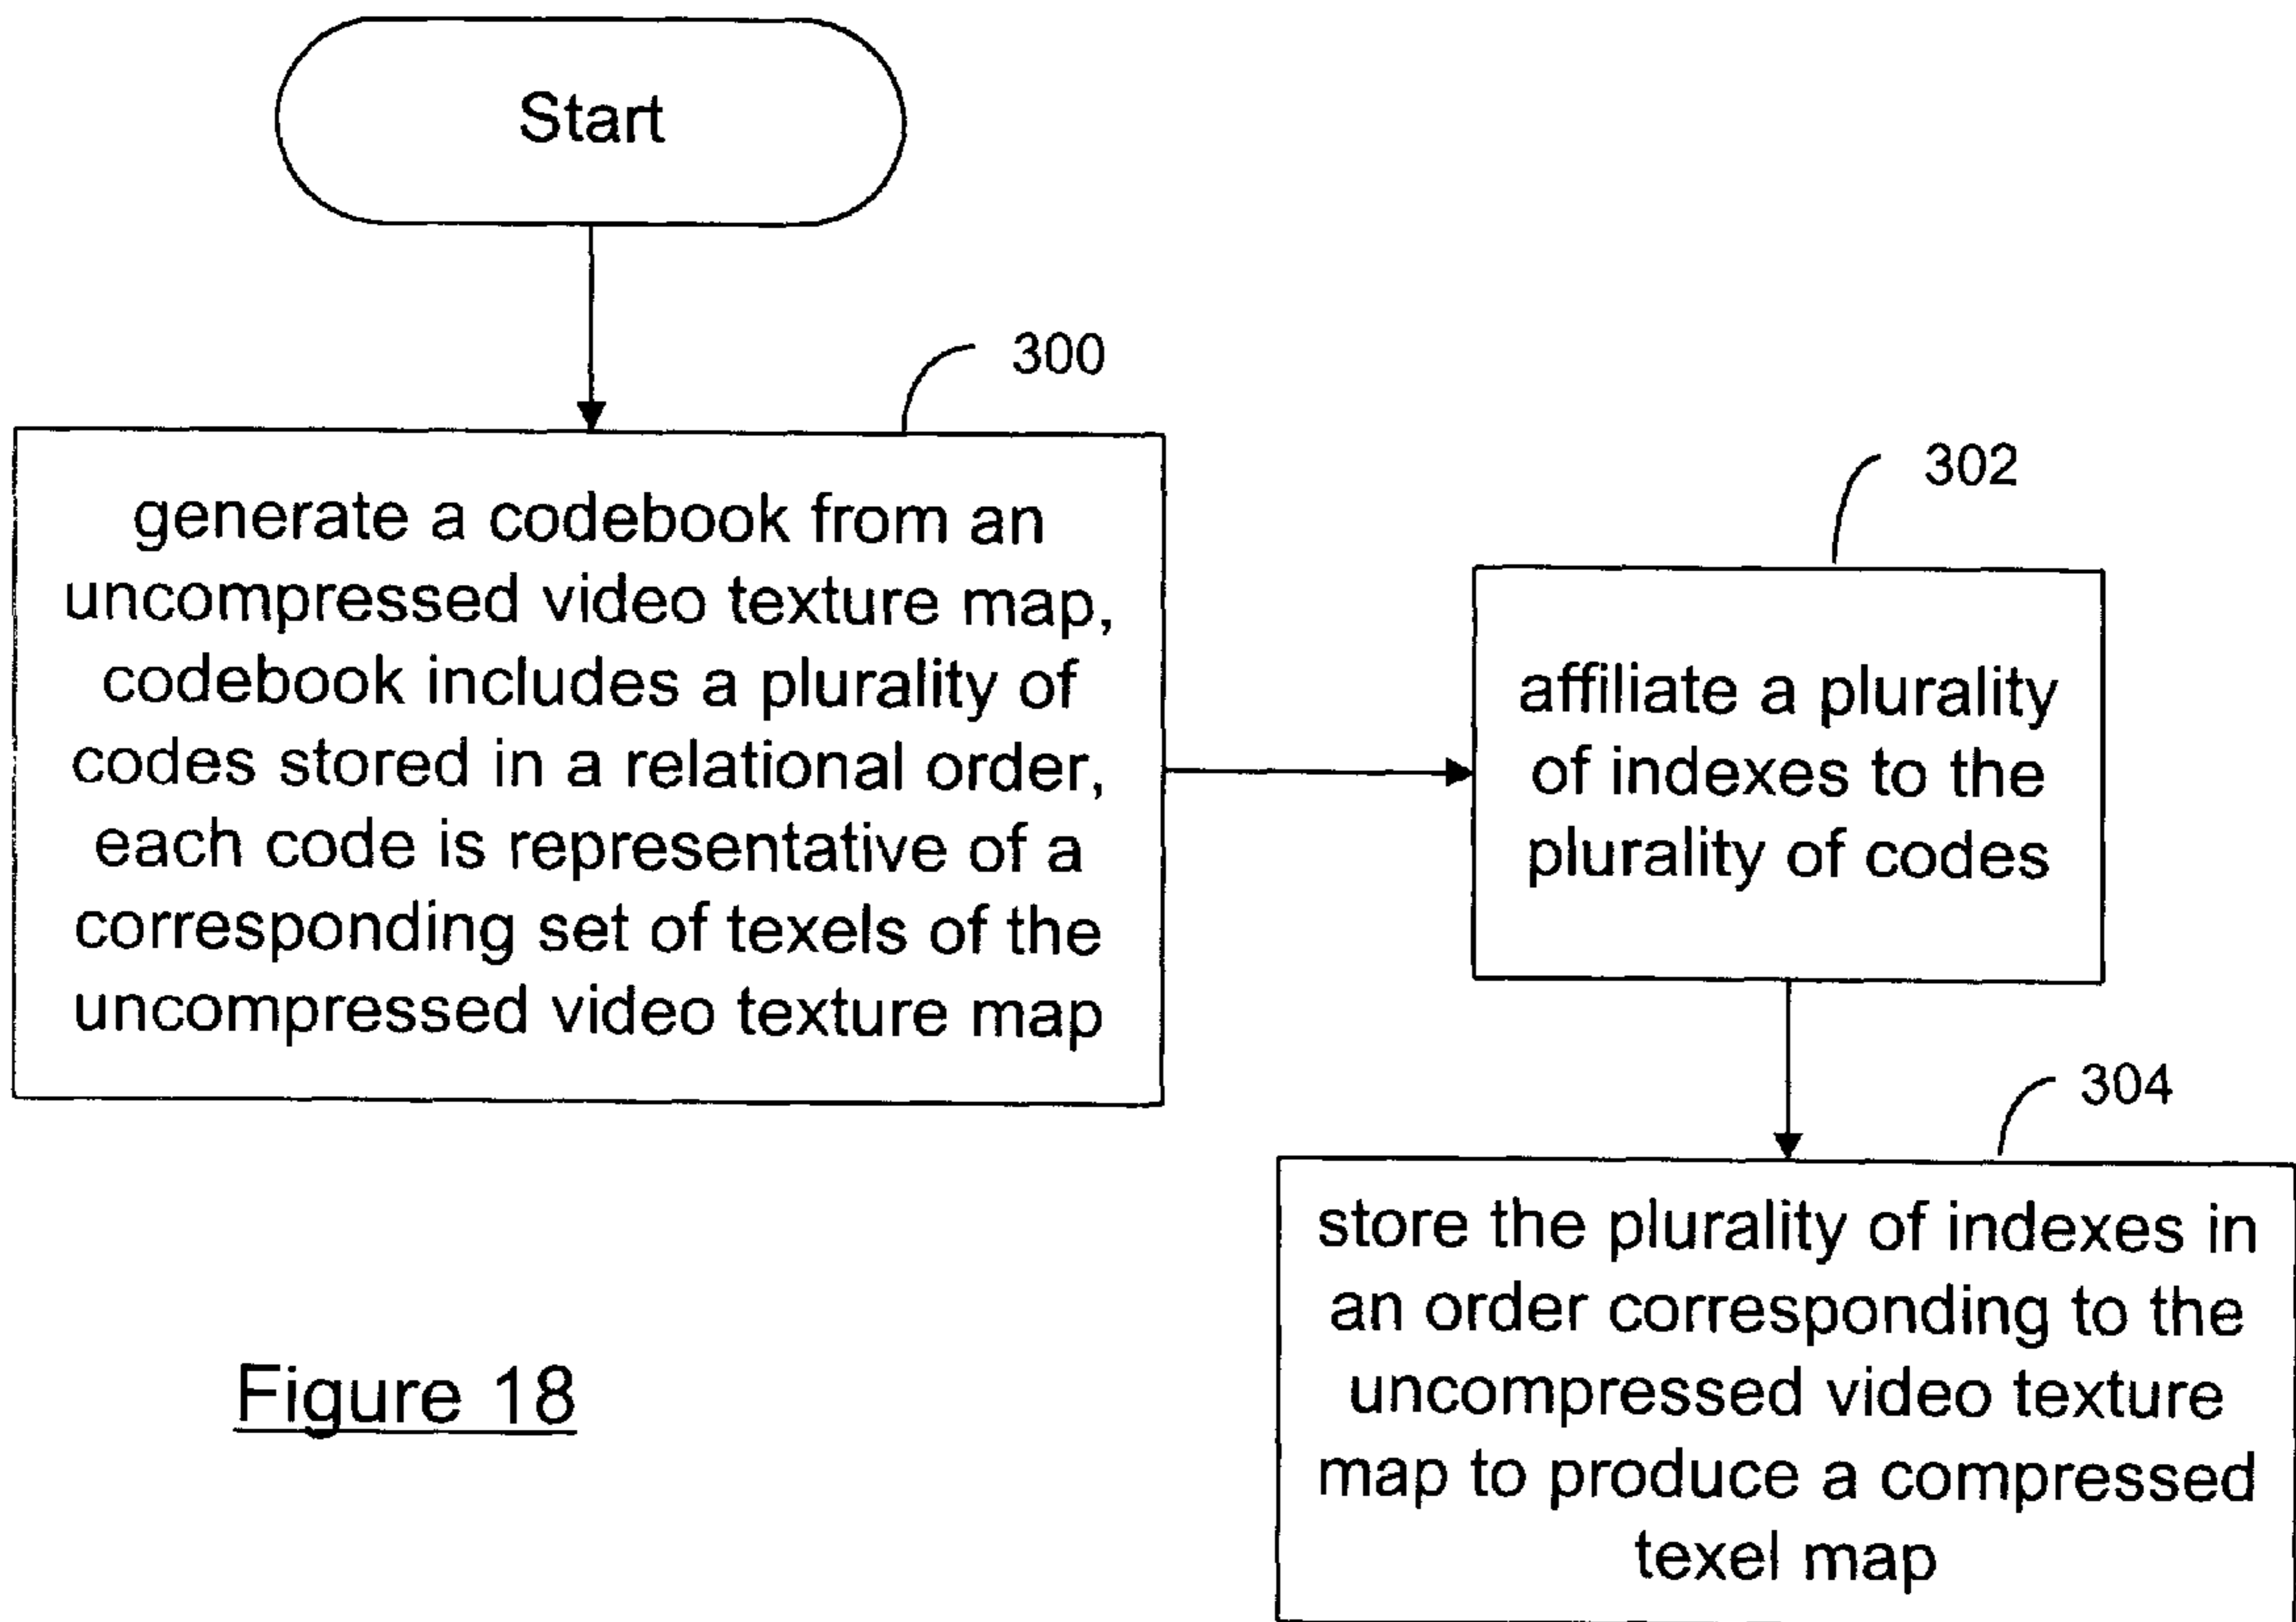 Start
300
generate a codebook from an
uncompressed video texture map,
codebook includes a plurality of
codes stored in a relational order,
each code is representative of a
corresponding set of texels of the
uncompressed video texture map
302
affiliate a plurality
of indexes to the
plurality of codes
304
store the plurality of indexes in
an order corresponding to the
uncompressed video texture
map to produce a compressed
texel map
Figure 18